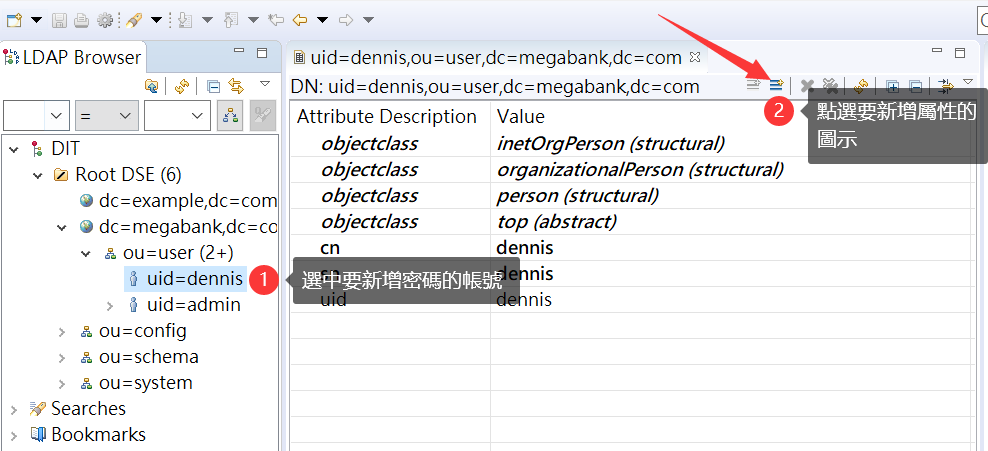 LDAP Browser
=
DIT
Root DSE (6)
dc=example,dc=com
dc=megabank,dc=co
ou=user (2+)
uid=dennis
uid=admin
ou=config
ou=schema
ou=system
Searches
Bookmarks
1
選中要新增密碼的帳號
uid=dennis,ou=user,dc=megabank,dc=com
DN: uid=dennis,ou=user,dc=megabank,dc=com
2
點選要新增屬性的
圖示
Attribute Description Value
objectclass inetOrgPerson (structural)
objectclass organizationalPerson (structural)
objectclass person (structural)
objectclass top (abstract)
cn dennis
dennis
uid dennis